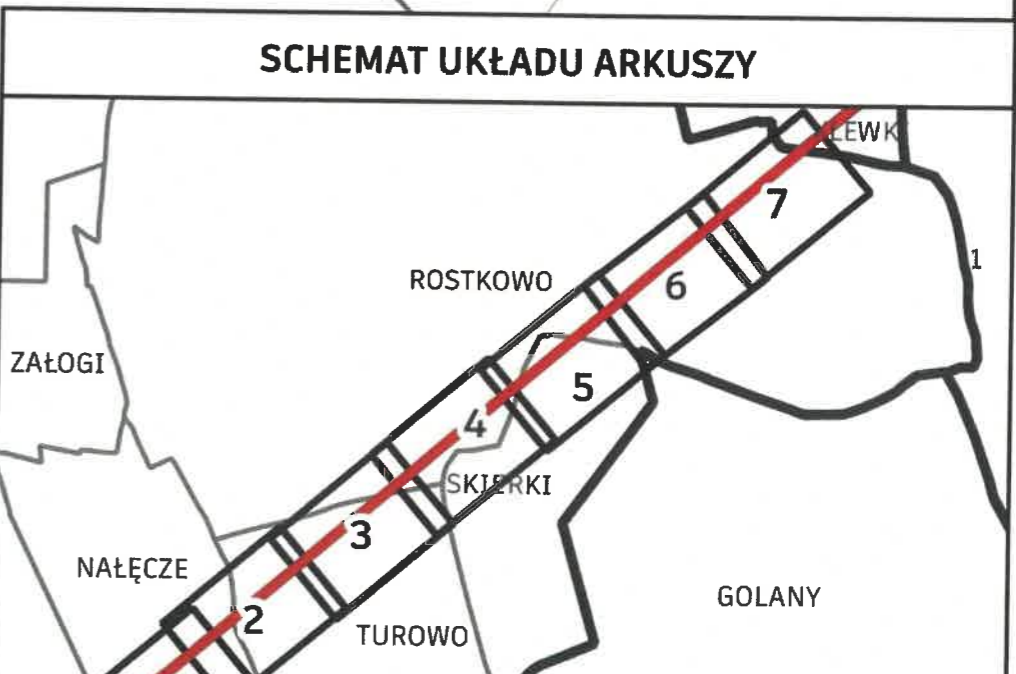 SCHEMAT UKŁADU ARKUSZY
LEWK
7
1
ROSTKOWO
6
ZAŁOGI
5
4
SKIERKI
3
NAŁĘCZE
GOLANY
2
TUROWO